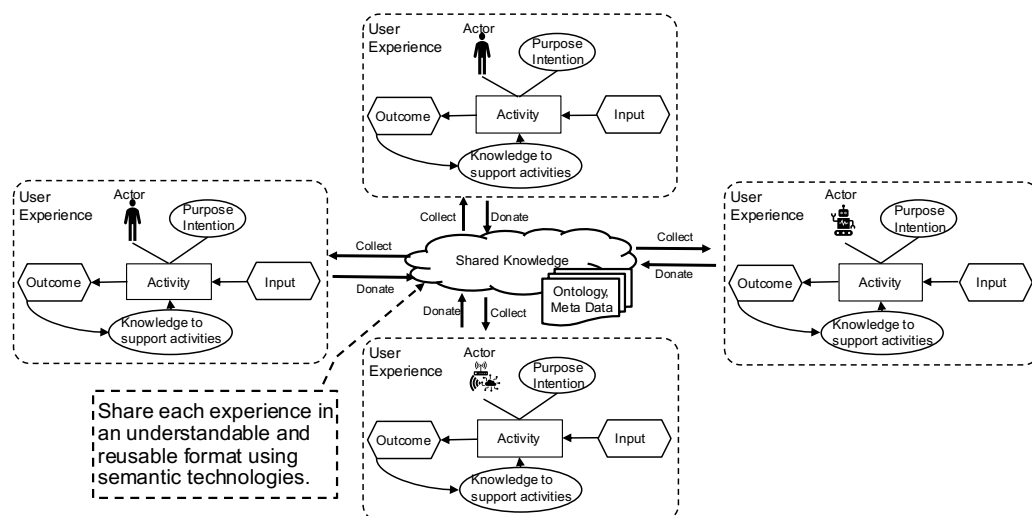 User
Experience
Actor
Purpose
Intention
Outcome
Activity
Input
Knowledge to
support activities
User
Experience
Actor
Purpose
Intention
Outcome
Activity
Input
Knowledge to
support activities
Collect
Donate
Collect
Donate
Shared Knowledge
Ontology,
Meta Data
Collect
Donate
Donate
Collect
User
Experience
Actor
Purpose
Intention
Outcome
Activity
Input
Knowledge to
support activities
User
Experience
Actor
Purpose
Intention
Outcome
Activity
Input
Knowledge to
support activities
Share each experience in
an understandable and
reusable format using
semantic technologies.